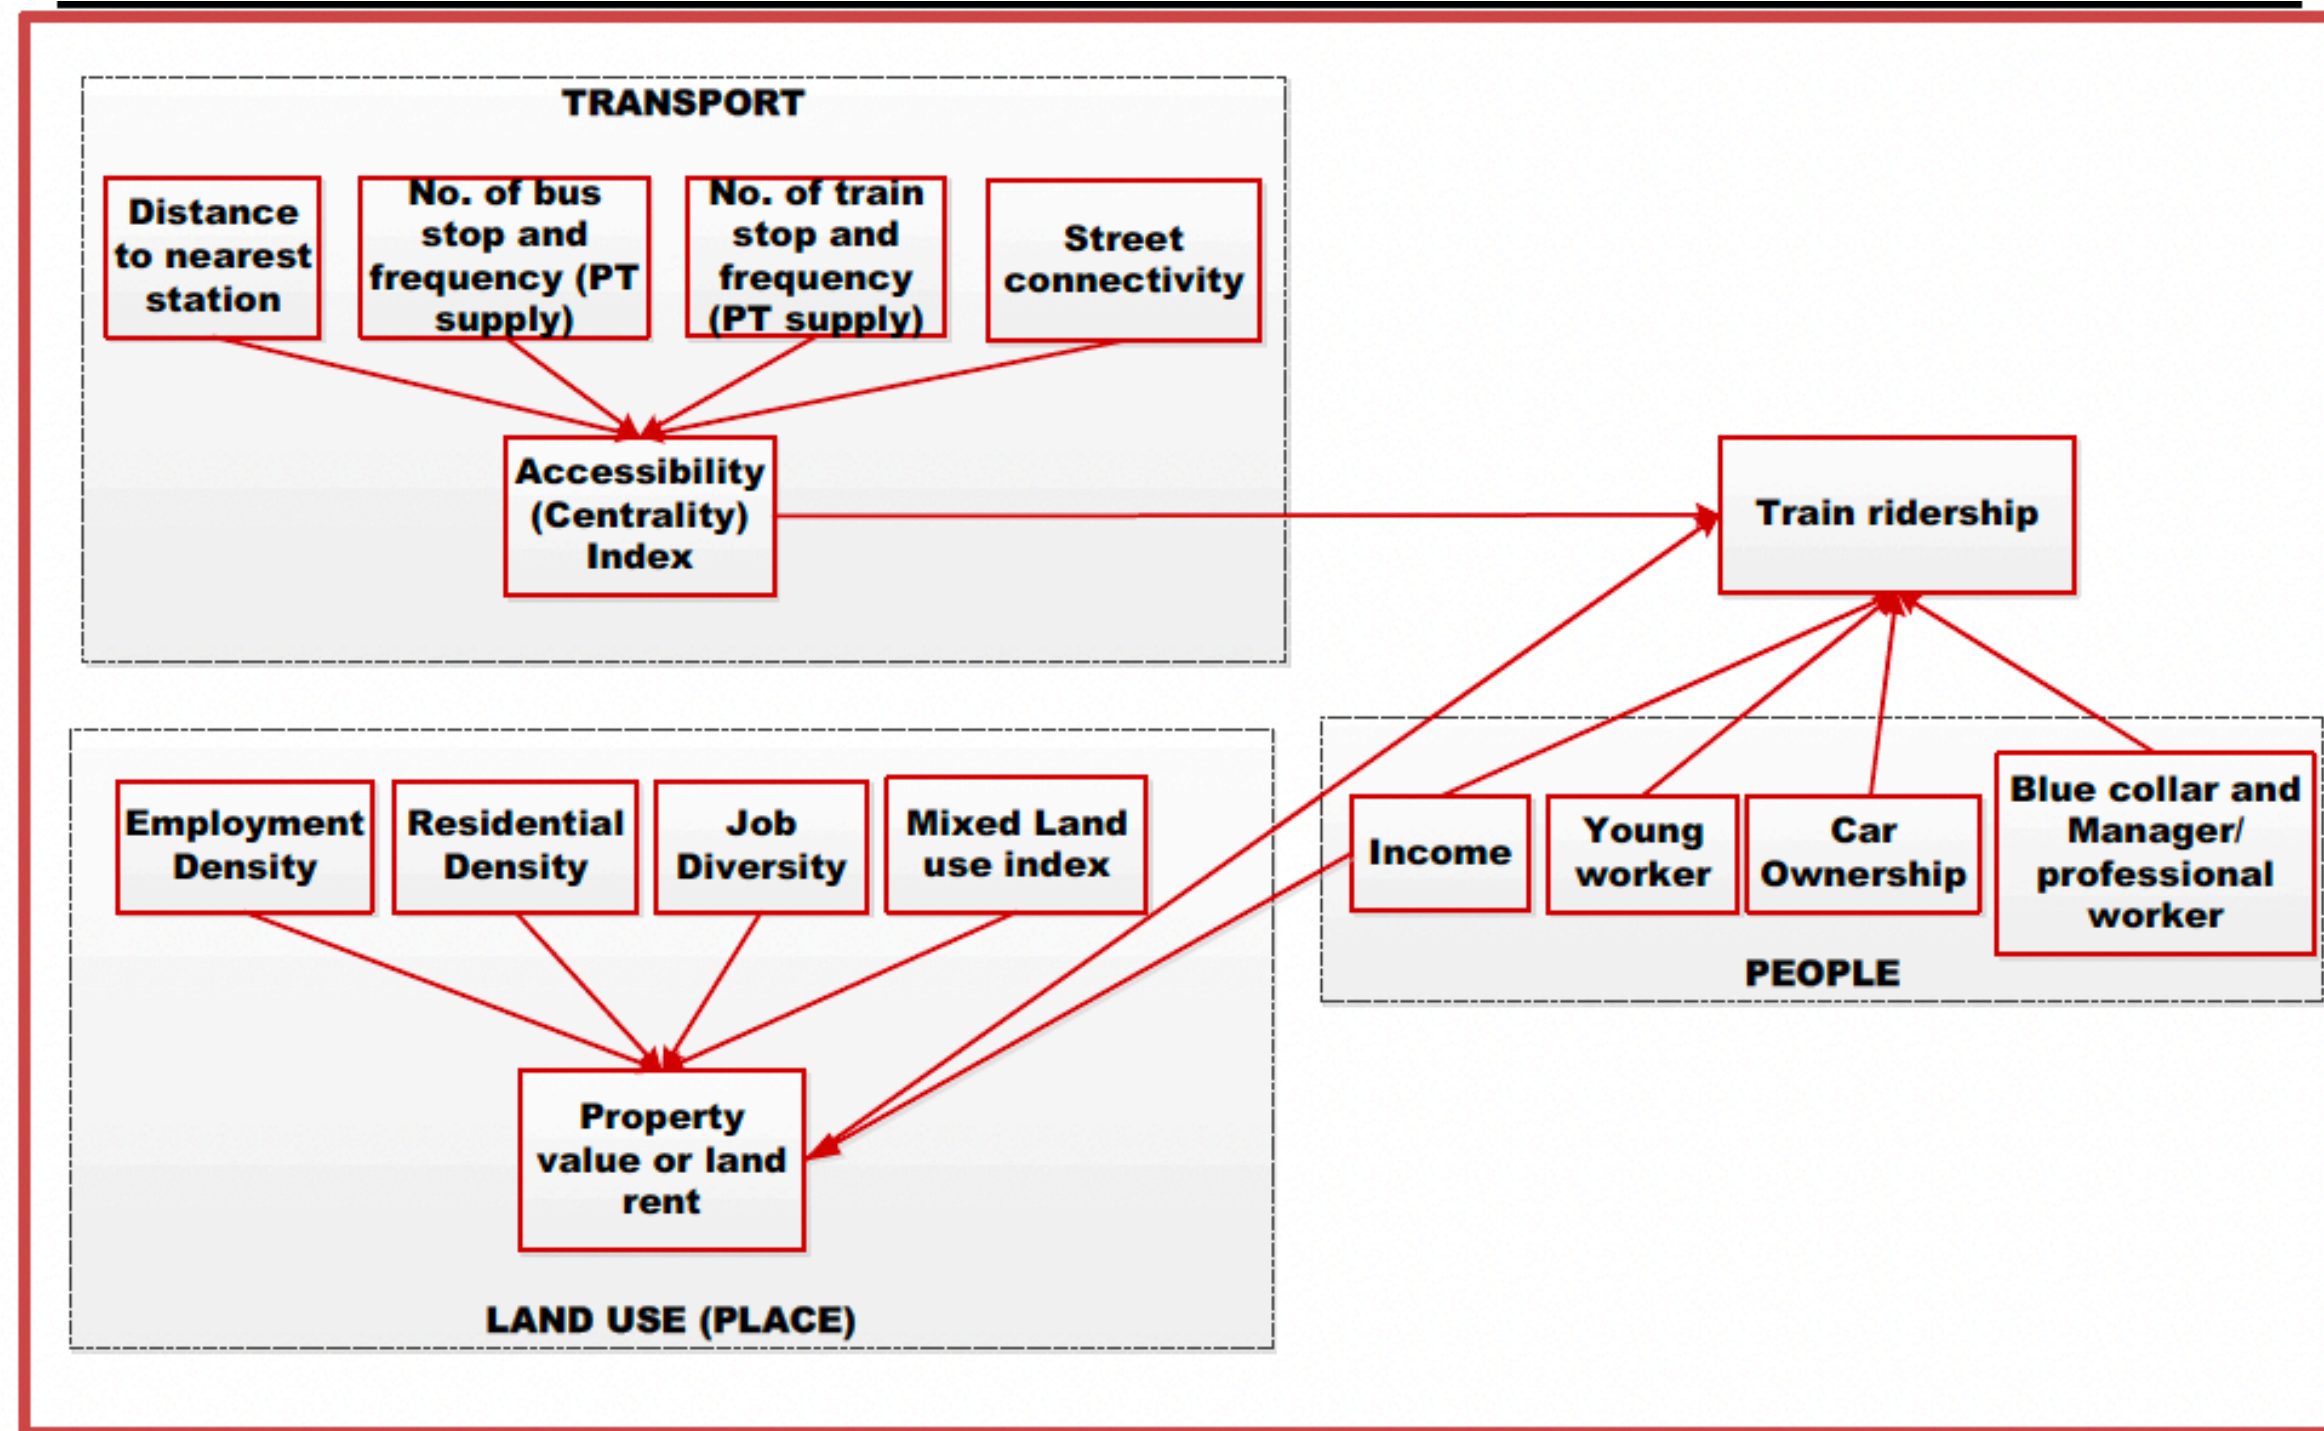 TRANSPORT
Distance
to nearest
station
No. of bus
stop and
frequency (PT
supply)
No. of train
stop and
frequency
(PT supply)
Street
connectivity
Accessibility
(Centrality)
Index
Train ridership
Employment
Density
Residential
Density
Job
Diversity
Mixed Land
use index
Property
value or land
rent
LAND USE (PLACE)
Income
Young
worker
Car
Ownership
Blue collar and
Manager/
professional
worker
PEOPLE